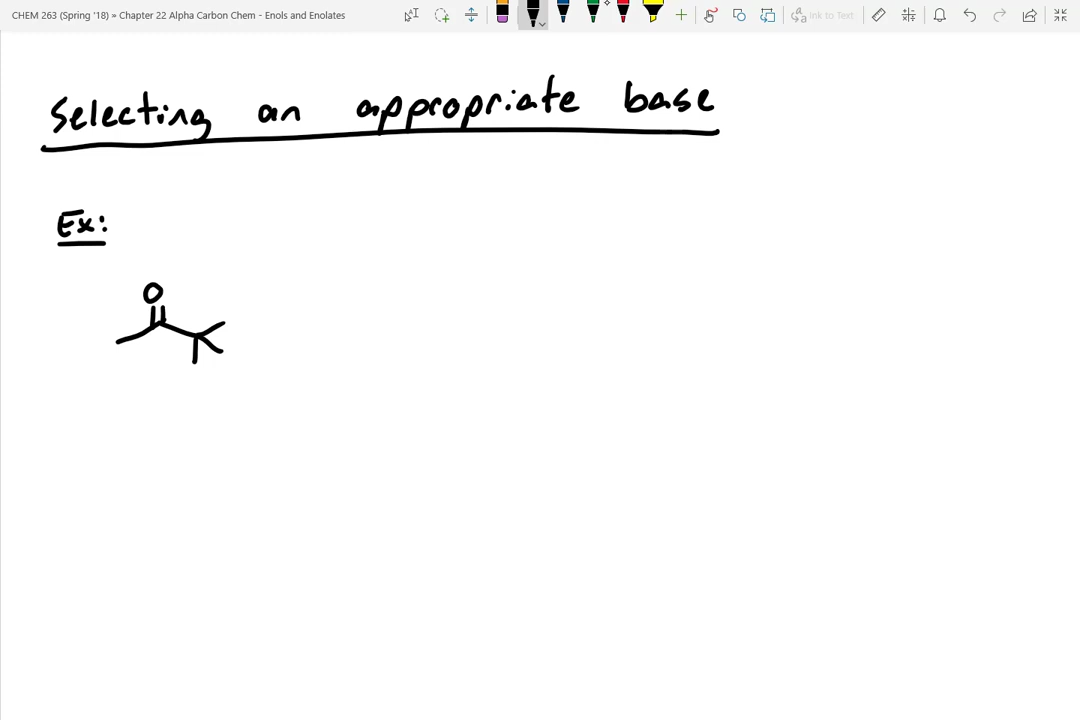 CHEM 263 (Spring '18) » Chapter 22 Alpha Carbon Chem - Enols and Enolates
Ink to Text
Selecting an appropriate base
Ex:
O